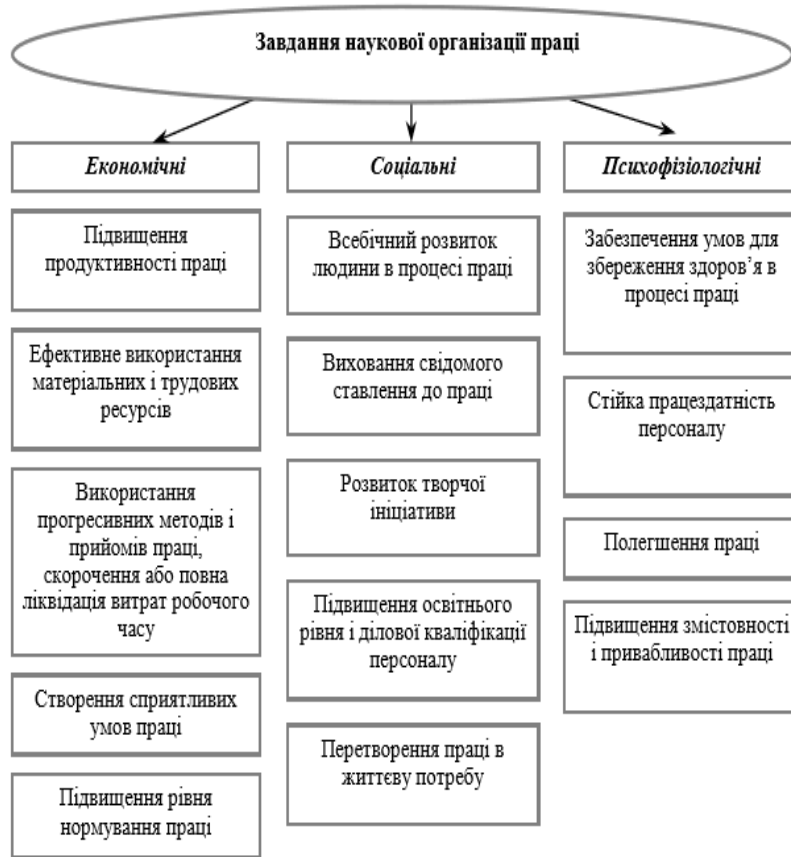 Завдання наукової організації праці
Економічні
Підвищення
продуктивності праці
Ефективне використання
матеріальних і трудових
ресурсів
Використання
прогресивних методів і
прийомів праці,
скорочення або повна
ліквідація витрат робочого
часу
Створення сприятливих
умов праці
Підвищення рівня
нормування праці
Соціальні
Всебічний розвиток
людини в процесі праці
Виховання свідомого
ставлення до праці
Розвиток творчої
ініціативи
Підвищення освітнього
рівня і ділової кваліфікації
персоналу
Перетворення праці в
життєву потребу
Психофізіологічні
Забезпечення умов для
збереження здоров’я в
процесі праці
Стійка працездатність
персоналу
Полегшення праці
Підвищення змістовності
і привабливості праці